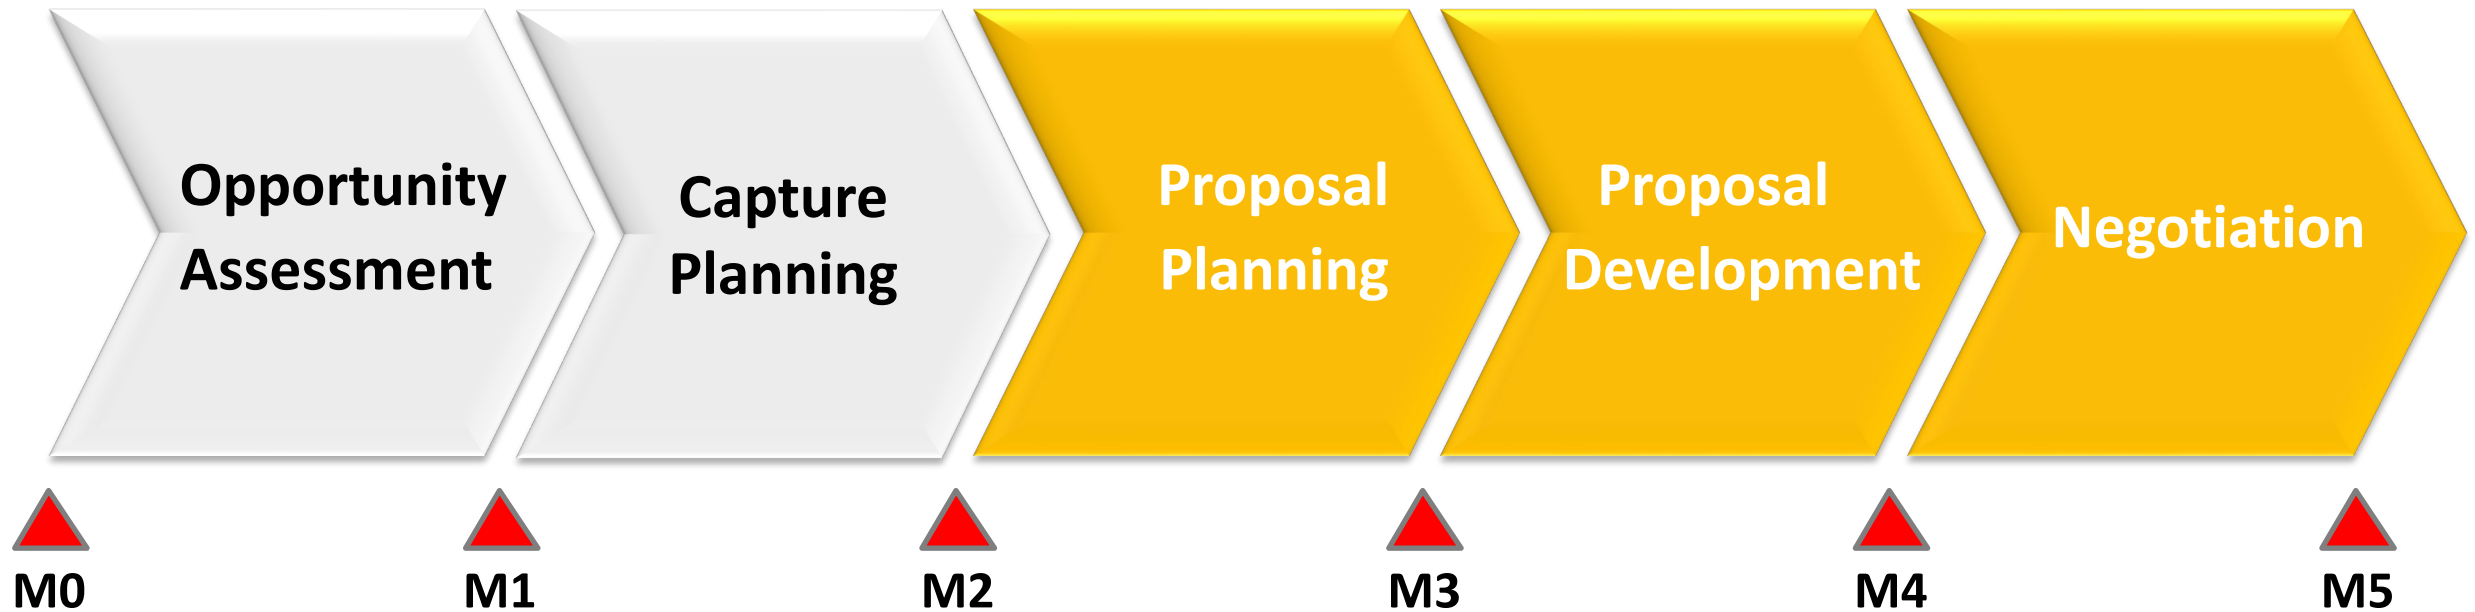 Opportunity
Assessment
Capture
Planning
Proposal
Planning
Proposal
Development
Negotiation
M0
M1
M2
M3
M4
M5